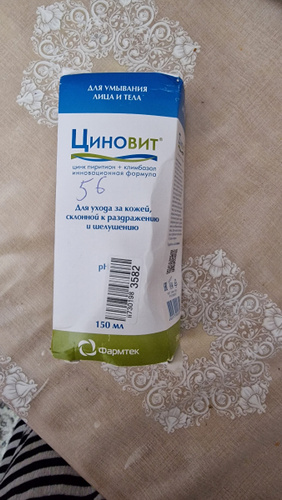 ДЛЯ УМЫВАНИЯ
ЛИЦА И ТЕЛА
ЦИНОВИТ®
цинк пиритион + климбазол
инновационная формула
56
Для ухода за кожей,
склонной к раздражению
и шелушению
pH
3582
150 МЛ
Фармтек